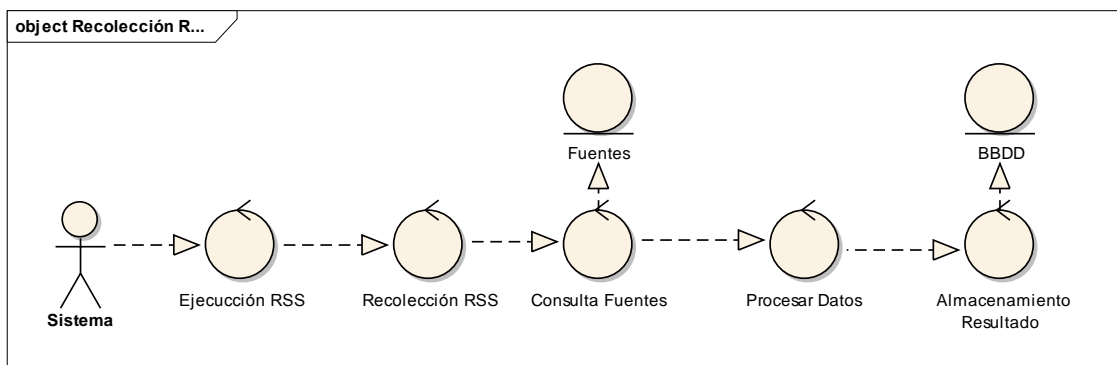 object Recolección R...
Fuentes
BBDD
Sistema
Ejecucción RSS
Recolección RSS
Consulta Fuentes
Procesar Datos
Almacenamiento
Resultado